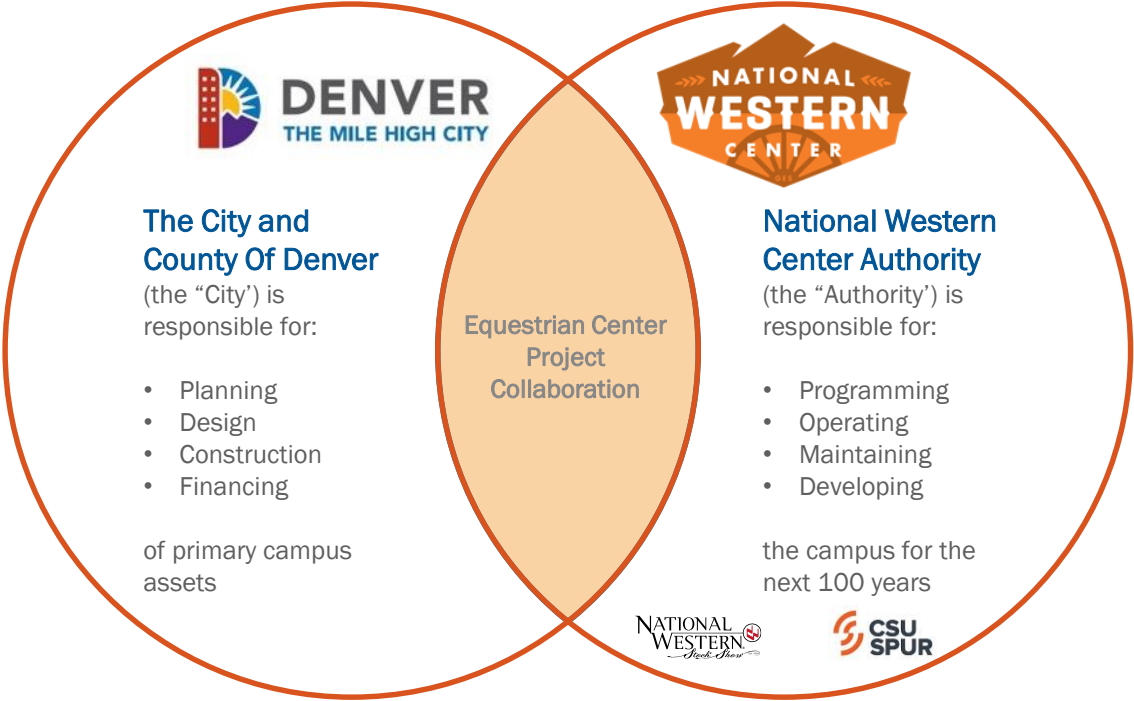 DENVER
THE MILE HIGH CITY
The City and
County Of Denver
(the “City’) is
responsible for:
• Planning
• Design
• Construction
• Financing
of primary campus
assets
Equestrian Center
Project
Collaboration
NATIONAL
WESTERN
CENTER
GES
National Western
Center Authority
(the “Authority’) is
responsible for:
• Programming
• Operating
• Maintaining
• Developing
the campus for the
next 100 years
NATIONAL
WESTERN
Stock Show
CSU
SPUR